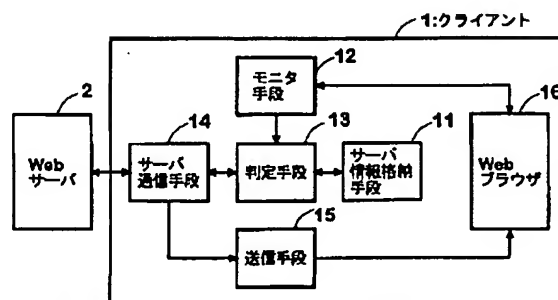 1:クライアント
12
モニタ
手段
2
14
13
11
16
Web
サーバ
サーバ
通信手段
判定手段
サーバ
情報格納
手段
Web
ブラウザ
15
送信手段